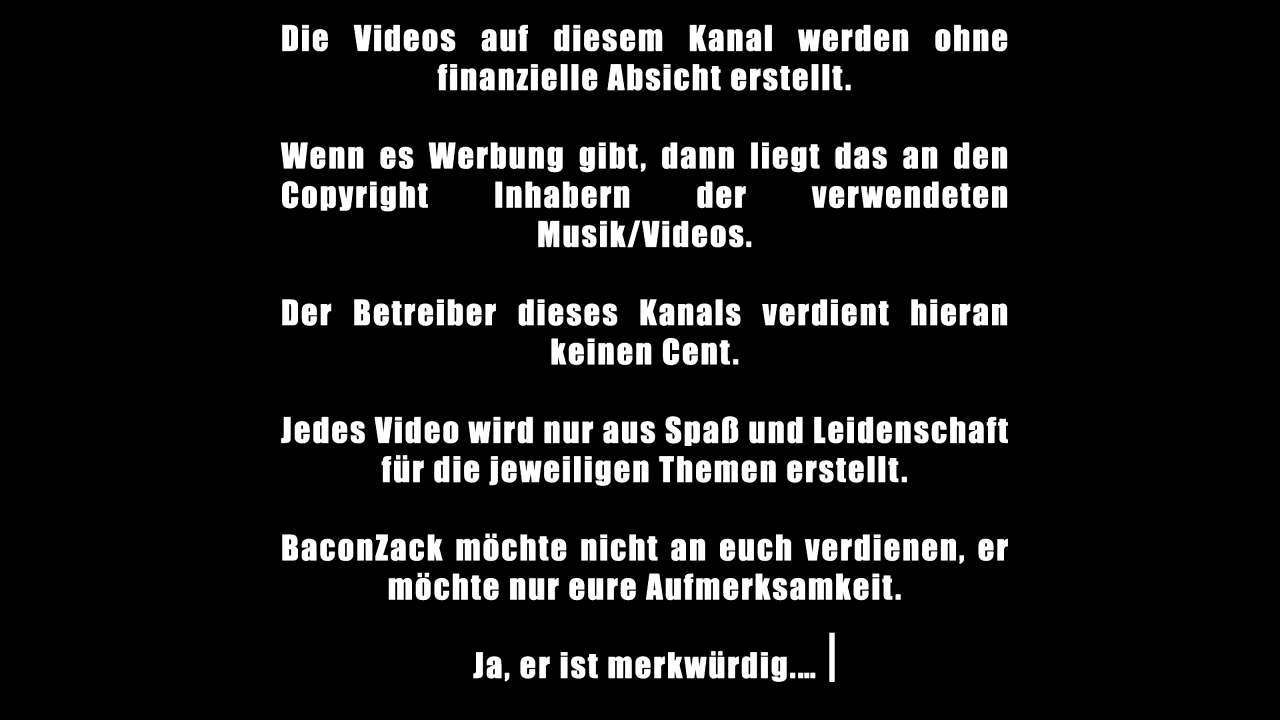 Die Videos auf diesem Kanal werden ohne
finanzielle Absicht erstellt.
Wenn es Werbung gibt, dann liegt das an den
Copyright Inhabern der verwendeten
Musik/Videos.
Der Betreiber dieses Kanals verdient hieran
keinen Cent.
Jedes Video wird nur aus Spaß und Leidenschaft
für die jeweiligen Themen erstellt.
BaconZack möchte nicht an euch verdienen, er
möchte nur eure Aufmerksamkeit.
Ja, er ist merkwürdig....